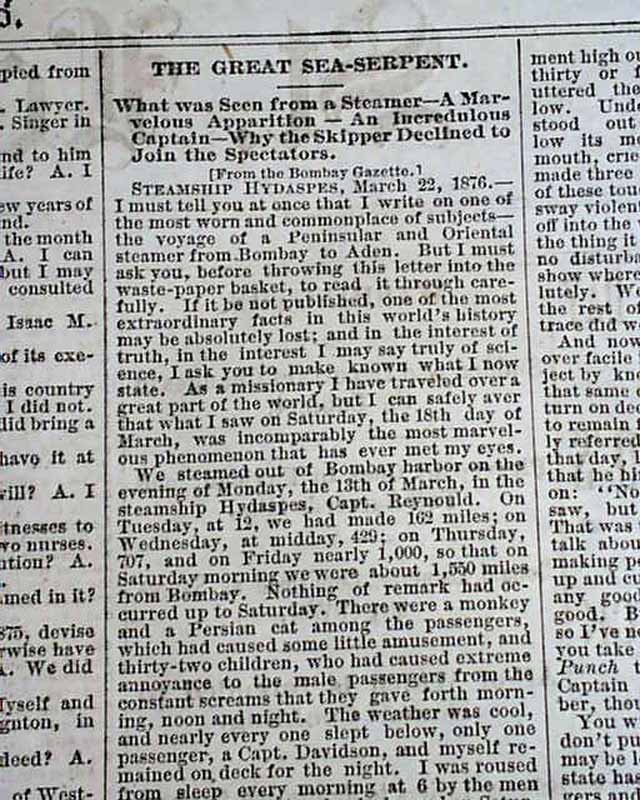 3.
pied from
. Lawyer.
. Singer in
nd to him
ife? A. I
ew years of
nd.
the month
A. I can
but I may
consulted
Isaac M.
of its exe-
is country
I did not.
did bring a
have it at
vill? A. I
tnesses to
wo nurses.
ution? A.
amed in it?
875, devise
rwise have
A. We did
Myself and
gnton, in
deed? A.
of West-
THE GREAT SEA-SERPENT.
What was Seen from a Steamer—A Mar-
velous Apparition — An Incredulous
Captain—Why the Skipper Declined to
Join the Spectators.
[From the Bombay Gazette.]
STEAMSHIP HYDASPES, March 22, 1876.—
I must tell you at once that I write on one of
the most worn and commonplace of subjects—
the voyage of a Peninsular and Oriental
steamer from Bombay to Aden. But I must
ask you, before throwing this letter into the
waste-paper basket, to read it through care-
fully. If it be not published, one of the most
extraordinary facts in this world's history
may be absolutely lost; and in the interest of
truth, in the interest I may say truly of sci-
ence, I ask you to make known what I now
state. As a missionary I have traveled over a
great part of the world, but I can safely aver
that what I saw on Saturday, the 18th day of
March, was incomparably the most marvel-
ous phenomenon that has ever met my eyes.
We steamed out of Bombay harbor on the
evening of Monday, the 13th of March, in the
steamship Hydaspes, Capt. Reynould. On
Tuesday, at 12, we had made 162 miles; on
Wednesday, at midday, 429; on Thursday,
707, and on Friday nearly 1,000, so that on
Saturday morning we were about 1,550 miles
from Bombay. Nothing of remark had oc-
curred up to Saturday. There were a monkey
and a Persian cat among the passengers,
which had caused some little amusement, and
thirty-two children, who had caused extreme
annoyance to the male passengers from the
constant screams that they gave forth morn-
ing, noon and night. The weather was cool,
and nearly every one slept below, only one
passenger, a Capt. Davidson, and myself re-
mained on deck for the night. I was roused
from sleep every morning at 6 by the men
ment high ou
thirty or f
uttered the
low. Unde
stood out
low its m
mouth, crie
made three
of these tou
sway violen
off into the
the thing it
no disturba
show where
lutely. We
the rest of
trace did w
And now
over facile
ject by kno
that same
turn on dec
to remain f
ly referred
that day, I
that he hi
on: "No
saw, but
That was
talk abou
making pe
up and cu
any good
good. B
so I've no
you take
Punch t
Captain
ber, thou
You w
don't pu
may be l
state has
gers and